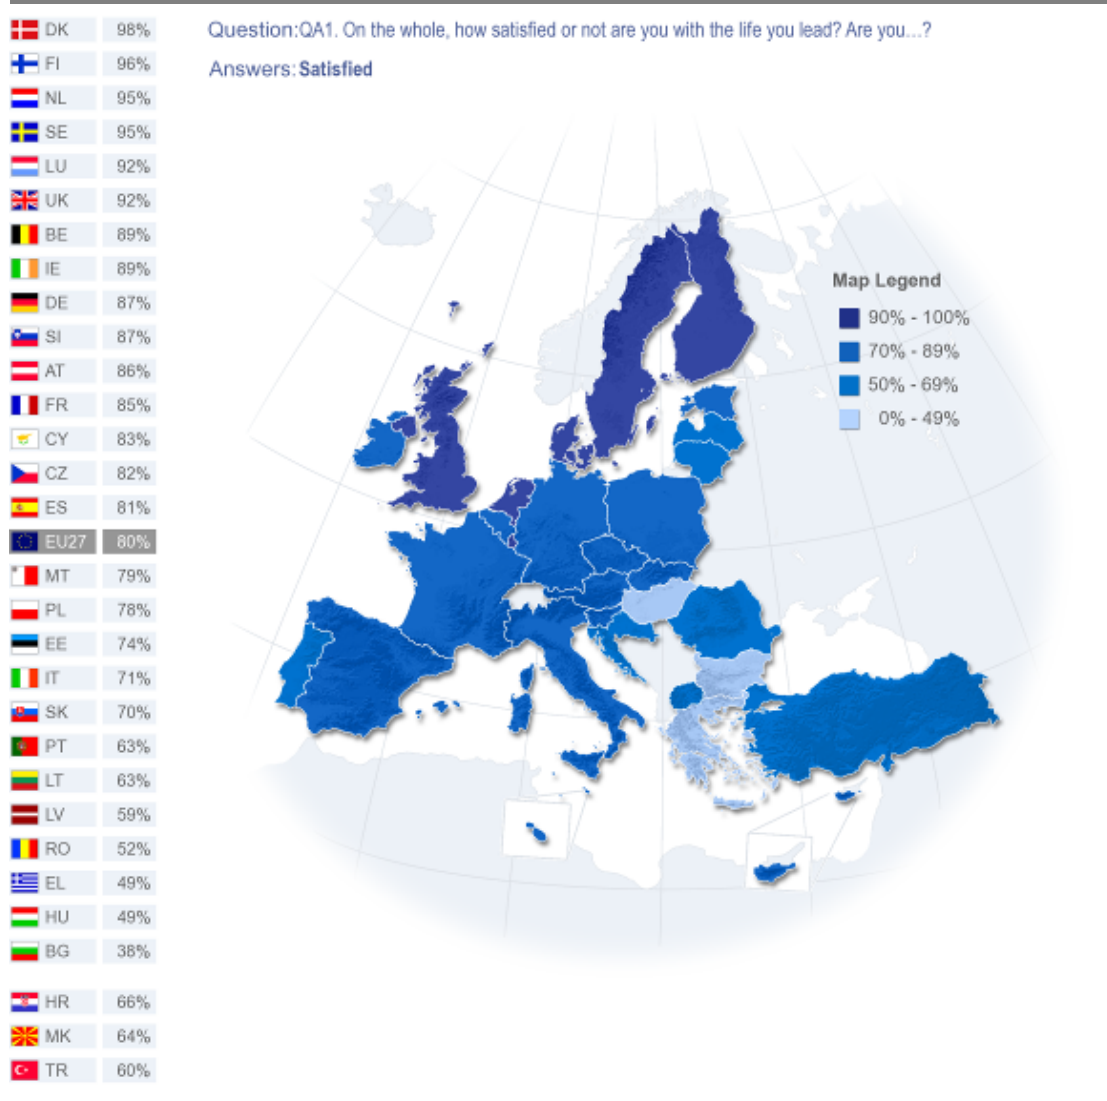 Question:QA1. On the whole, how satisfied or not are you with the life you lead? Are you...?
Answers: Satisfied
DK 98%
FI 96%
NL 95%
SE 95%
LU 92%
UK 92%
BE 89%
IE 89%
DE 87%
SI 87%
AT 86%
FR 85%
CY 83%
CZ 82%
ES 81%
EU27 80%
MT 79%
PL 78%
EE 74%
IT 71%
SK 70%
PT 63%
LT 63%
LV 59%
RO 52%
EL 49%
HU 49%
BG 38%
HR 66%
MK 64%
TR 60%
Map Legend
90% - 100%
70% - 89%
50% - 69%
0% - 49%